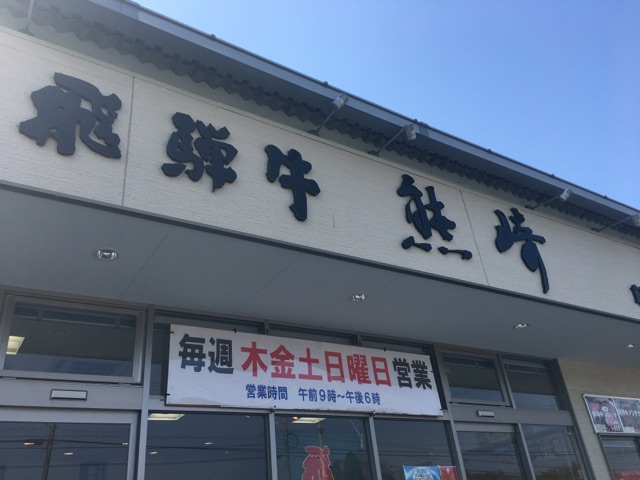 飛騨牛 熊崎
毎週 木金土日曜日 営業
営業時間 午前9時～午後6時